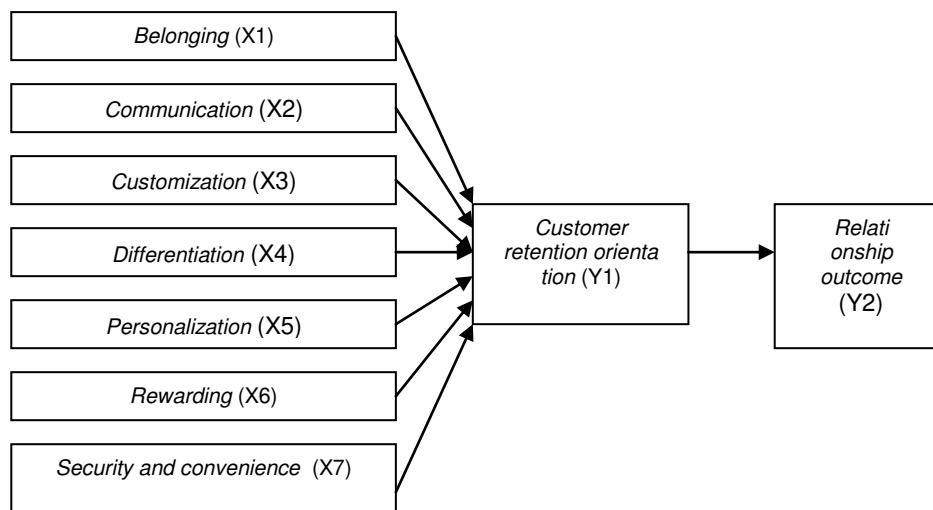 Belonging (X1)
Communication (X2)
Customization (X3)
Differentiation (X4)
Personalization (X5)
Rewarding (X6)
Security and convenience (X7)
Customer
retention orienta
tion (Y1)
Relati
onship
outcome
(Y2)